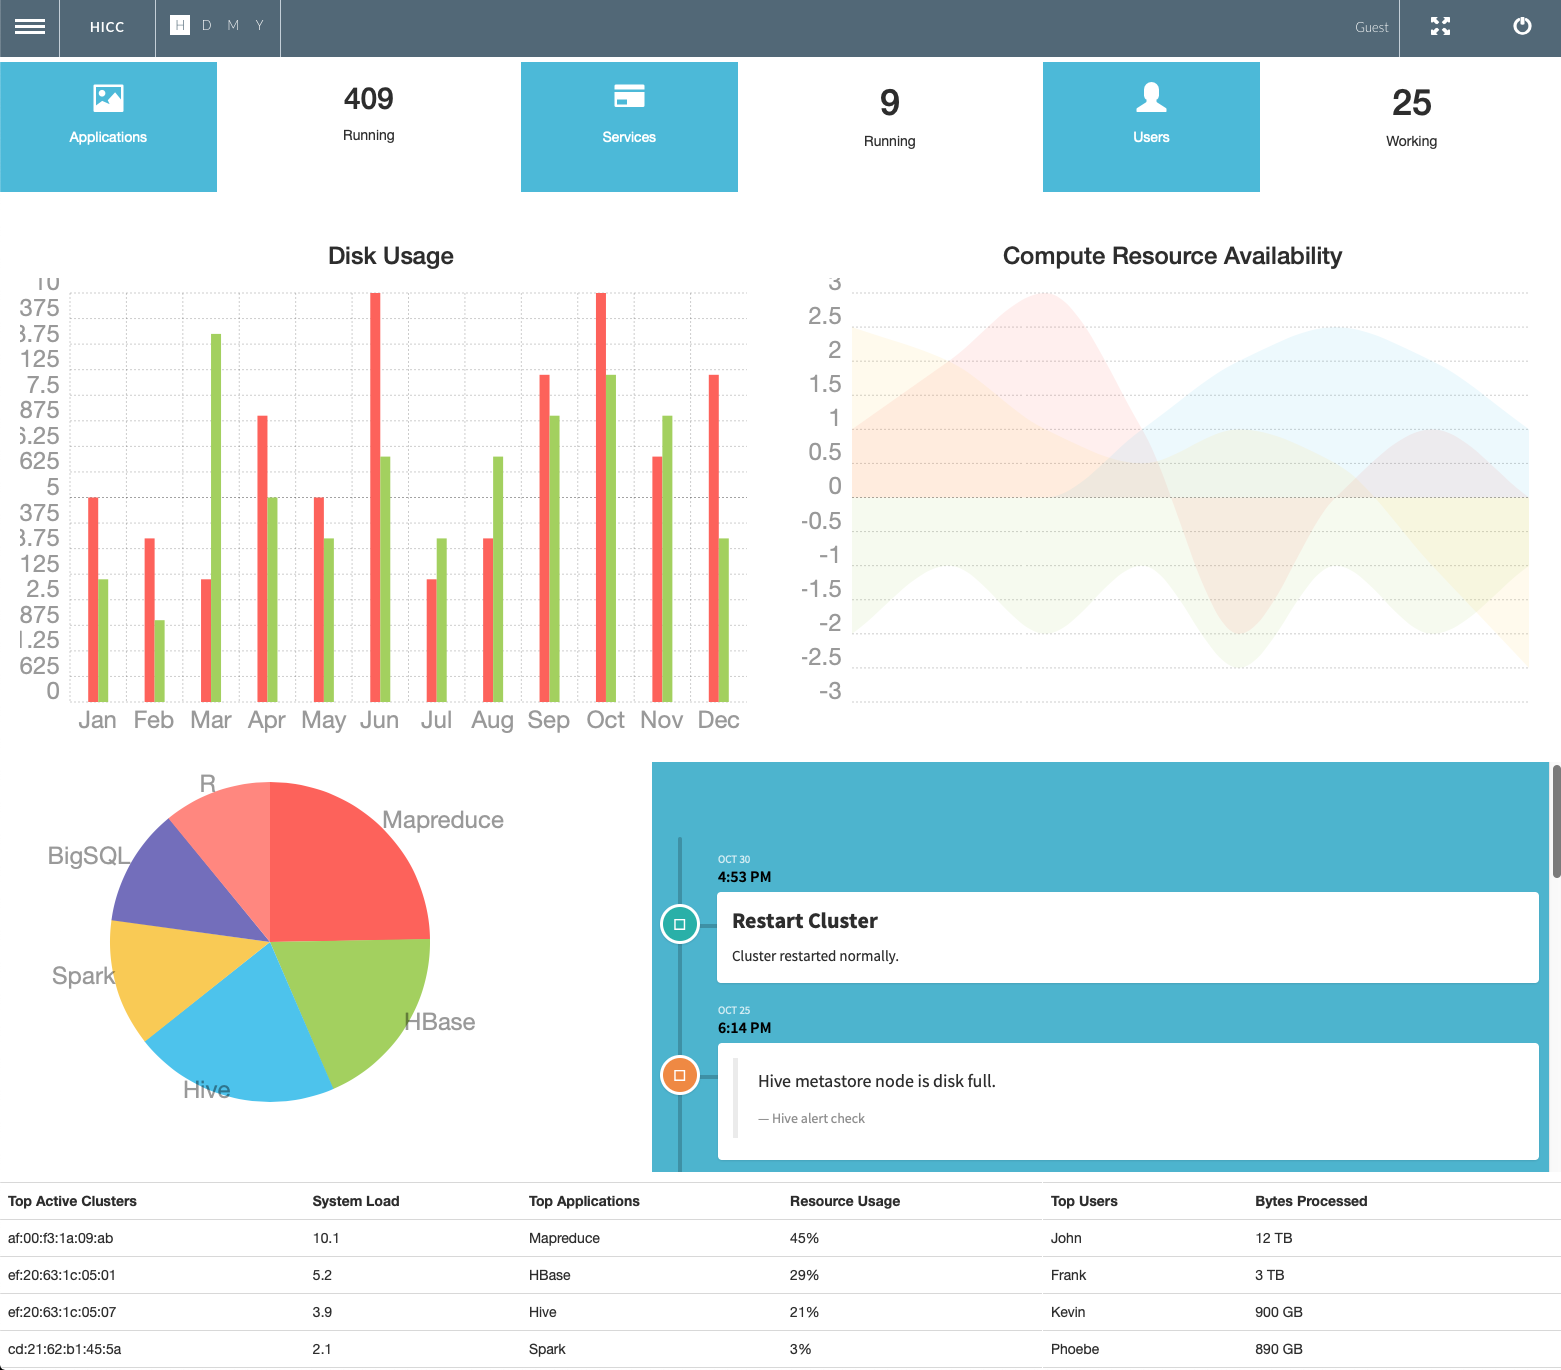 HICC H D M Y Guest
Applications
409
Running
Services
9
Running
Users
25
Working
Disk Usage
10
375
3.75
125
7.5
875
6.25
625
5
375
3.75
125
2.5
875
1.25
625
0
Jan Feb Mar Apr May Jun Jul Aug Sep Oct Nov Dec
Compute Resource Availability
3
2.5
2
1.5
1
0.5
0
-0.5
-1
-1.5
-2
-2.5
-3
R
Mapreduce
BigSQL
Spark
HBase
Hive
OCT 30
4:53 PM
Restart Cluster
Cluster restarted normally.
OCT 25
6:14 PM
Hive metastore node is disk full.
— Hive alert check
Top Active Clusters System Load Top Applications Resource Usage Top Users Bytes Processed
af:00:f3:1a:09:ab 10.1 Mapreduce 45% John 12 TB
ef:20:63:1c:05:01 5.2 HBase 29% Frank 3 TB
ef:20:63:1c:05:07 3.9 Hive 21% Kevin 900 GB
cd:21:62:b1:45:5a 2.1 Spark 3% Phoebe 890 GB